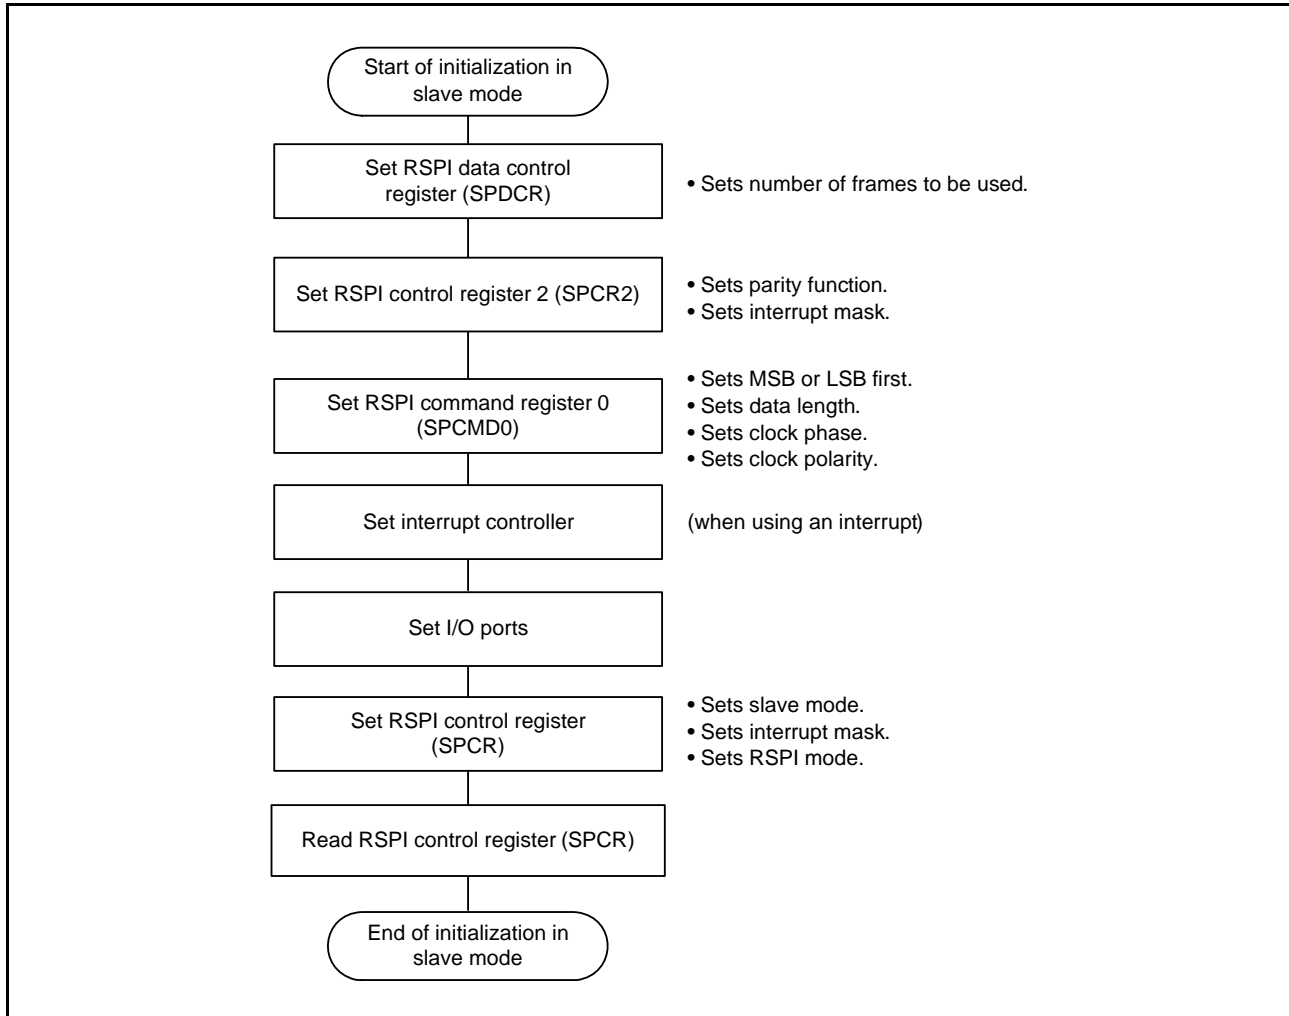 Start of initialization in
slave mode
Set RSPI data control
register (SPDCR)
• Sets number of frames to be used.
Set RSPI control register 2 (SPCR2)
• Sets parity function.
• Sets interrupt mask.
Set RSPI command register 0
(SPCMD0)
• Sets MSB or LSB first.
• Sets data length.
• Sets clock phase.
• Sets clock polarity.
Set interrupt controller
(when using an interrupt)
Set I/O ports
Set RSPI control register
(SPCR)
• Sets slave mode.
• Sets interrupt mask.
• Sets RSPI mode.
Read RSPI control register (SPCR)
End of initialization in
slave mode